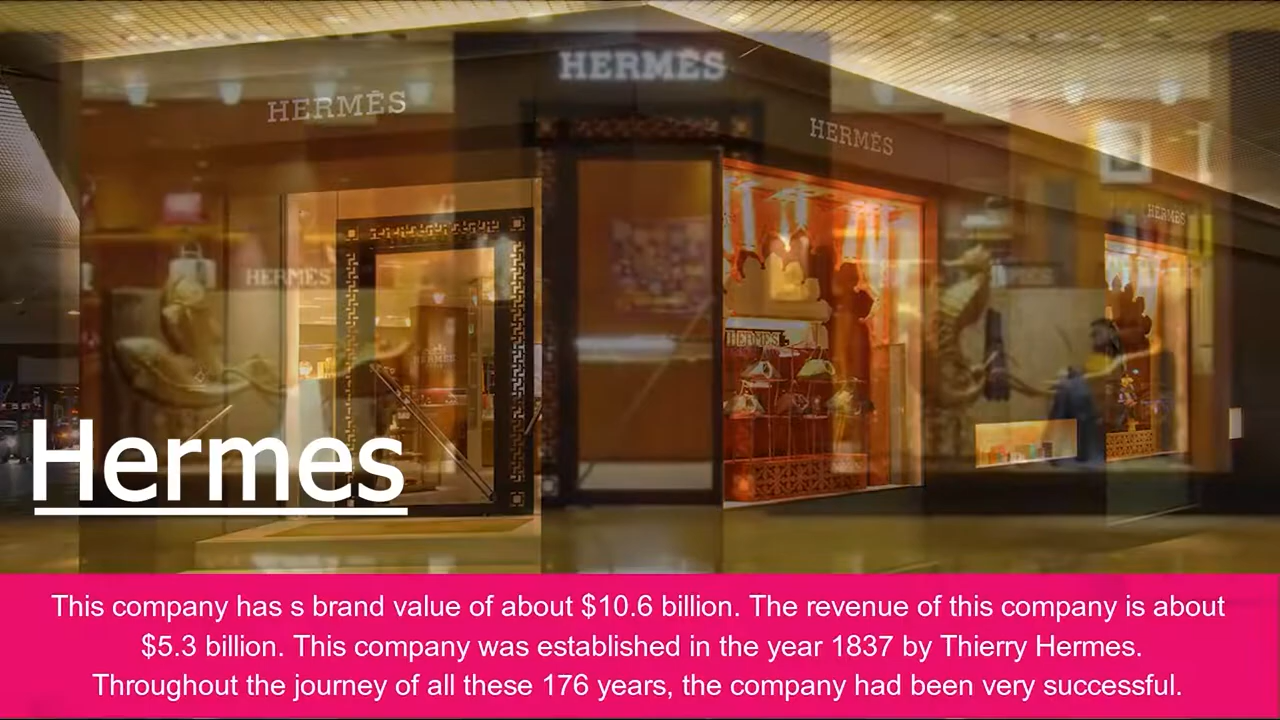 HERMÈS
HERMÈS
HERMÈS
HERMÈS
HERMES
HERMES
Hermes
This company has s brand value of about $10.6 billion. The revenue of this company is about
$5.3 billion. This company was established in the year 1837 by Thierry Hermes.
Throughout the journey of all these 176 years, the company had been very successful.